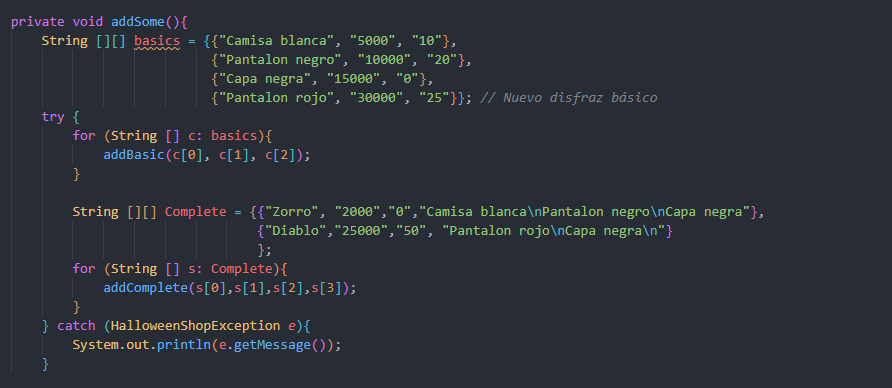 private void addSome(){
String [][] basics = {{"Camisa blanca", "5000", "10"},
{"Pantalon negro", "10000", "20"},
{"Capa negra", "15000", "0"},
{"Pantalon rojo", "30000", "25"}}; // Nuevo disfraz básico
try {
for (String [] c: basics){
addBasic(c[0], c[1], c[2]);
}
String [][] Complete = {{"Zorro", "2000","0","Camisa blanca\nPantalon negro\nCapa negra"},
{"Diablo","25000","50", "Pantalon rojo\nCapa negra\n"}
};
for (String [] s: Complete){
addComplete(s[0],s[1],s[2],s[3]);
}
} catch (HalloweenShopException e){
System.out.println(e.getMessage());
}